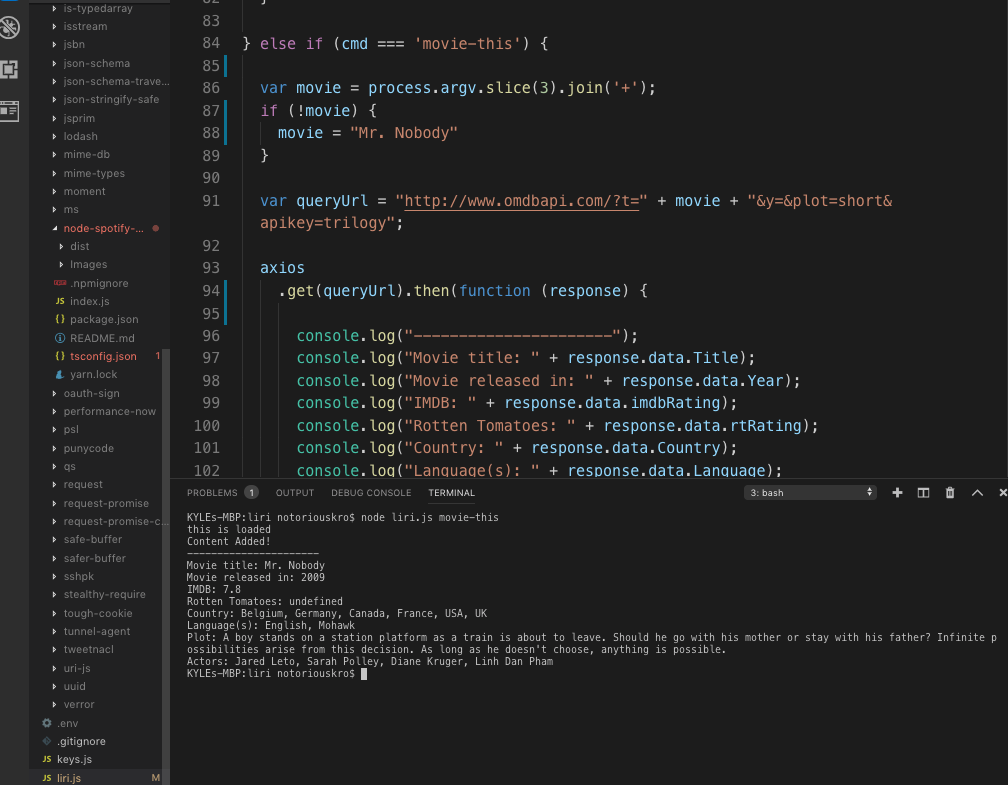 is-typedarray
isstream
jsbn
json-schema
json-schema-trave...
json-stringify-safe
jsprim
lodash
mime-db
mime-types
moment
ms
node-spotify-...
dist
Images
.npmignore
JS index.js
{} package.json
README.md
{} tsconfig.json 1
yarn.lock
oauth-sign
performance-now
psl
punycode
qs
request
request-promise
request-promise-c...
safe-buffer
safer-buffer
sshpk
stealthy-require
tough-cookie
tunnel-agent
tweetnacl
uri-js
uuid
verror
.env
.gitignore
JS keys.js
JS liri.js M
82 }
83
84 } else if (cmd === 'movie-this') {
85
86 var movie = process.argv.slice(3).join('+');
87 if (!movie) {
88 movie = "Mr. Nobody"
89 }
90
91 var queryUrl = "http://www.omdbapi.com/?t=" + movie + "&y=&plot=short&
apikey=trilogy";
92
93 axios
94 .get(queryUrl).then(function (response) {
95
96 console.log("----------------------");
97 console.log("Movie title: " + response.data.Title);
98 console.log("Movie released in: " + response.data.Year);
99 console.log("IMDB: " + response.data.imdbRating);
100 console.log("Rotten Tomatoes: " + response.data.rtRating);
101 console.log("Country: " + response.data.Country);
102 console.log("Language(s): " + response.data.Language);
PROBLEMS 1 OUTPUT DEBUG CONSOLE TERMINAL 3: bash
KYLEs-MBP:liri notoriouskro$ node liri.js movie-this
this is loaded
Content Added!
----------------------
Movie title: Mr. Nobody
Movie released in: 2009
IMDB: 7.8
Rotten Tomatoes: undefined
Country: Belgium, Germany, Canada, France, USA, UK
Language(s): English, Mohawk
Plot: A boy stands on a station platform as a train is about to leave. Should he go with his mother or stay with his father? Infinite p
ossibilities arise from this decision. As long as he doesn't choose, anything is possible.
Actors: Jared Leto, Sarah Polley, Diane Kruger, Linh Dan Pham
KYLEs-MBP:liri notoriouskro$